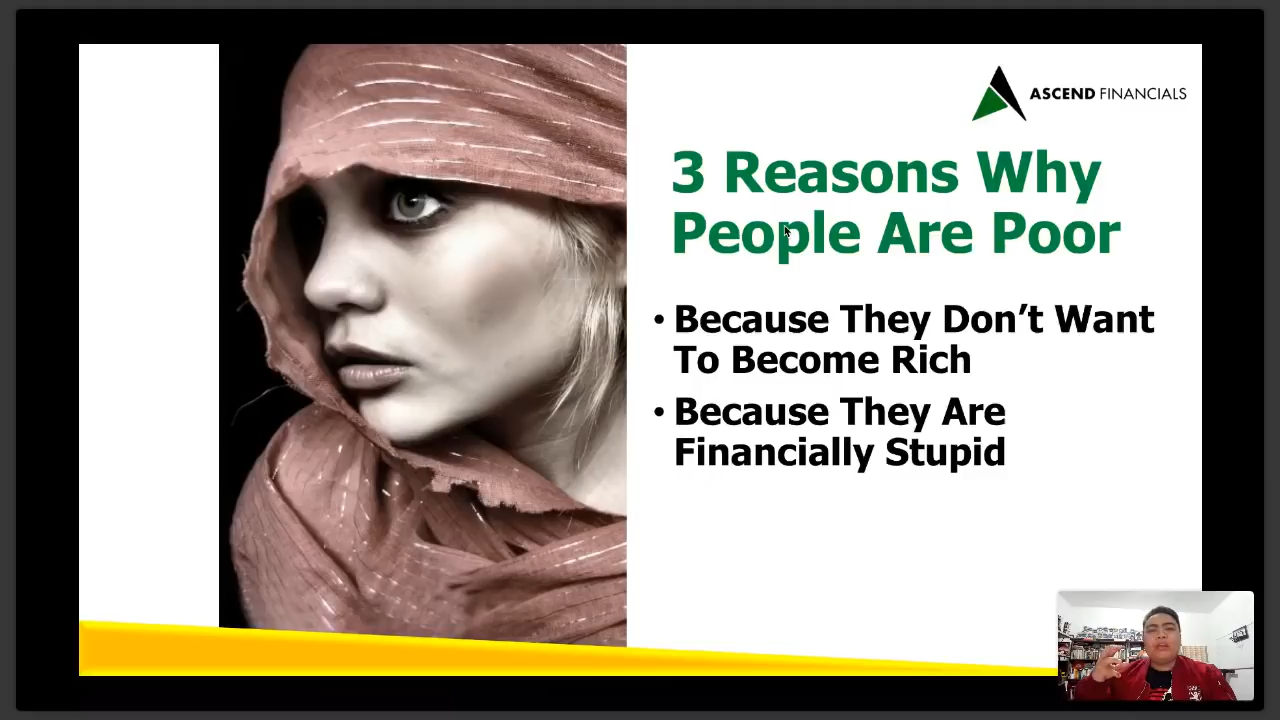 ASCEND FINANCIALS
3 Reasons Why
People Are Poor
• Because They Don’t Want
To Become Rich
• Because They Are
Financially Stupid